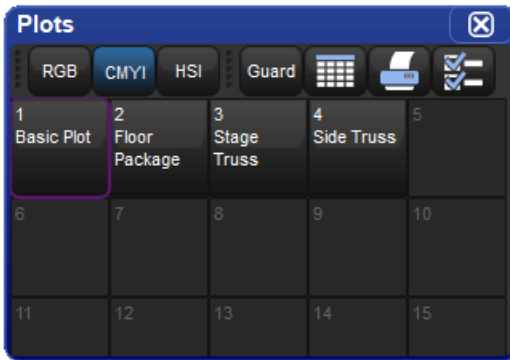 Plots
RGB CMYI HSI Guard
1 2 3 4 5
Basic Plot Floor Stage Side Truss
Package Truss
6 7 8 9 10
11 12 13 14 15